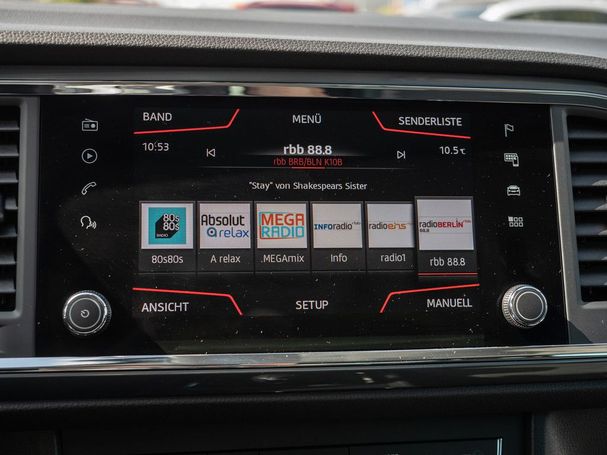 BAND MENÜ SENDERLISTE
10:53 rbb 88.8 10.5 °C
rbb BRB/BLN K10B
"Stay" von Shakespears Sister
80s 80s RADIO
Absolut relax
MEGA RADIO
INFOradio
radioeins
radioBERLIN 88.8
80s80s A relax .MEGAmix Info radio1 rbb 88.8
ANSICHT SETUP MANUELL